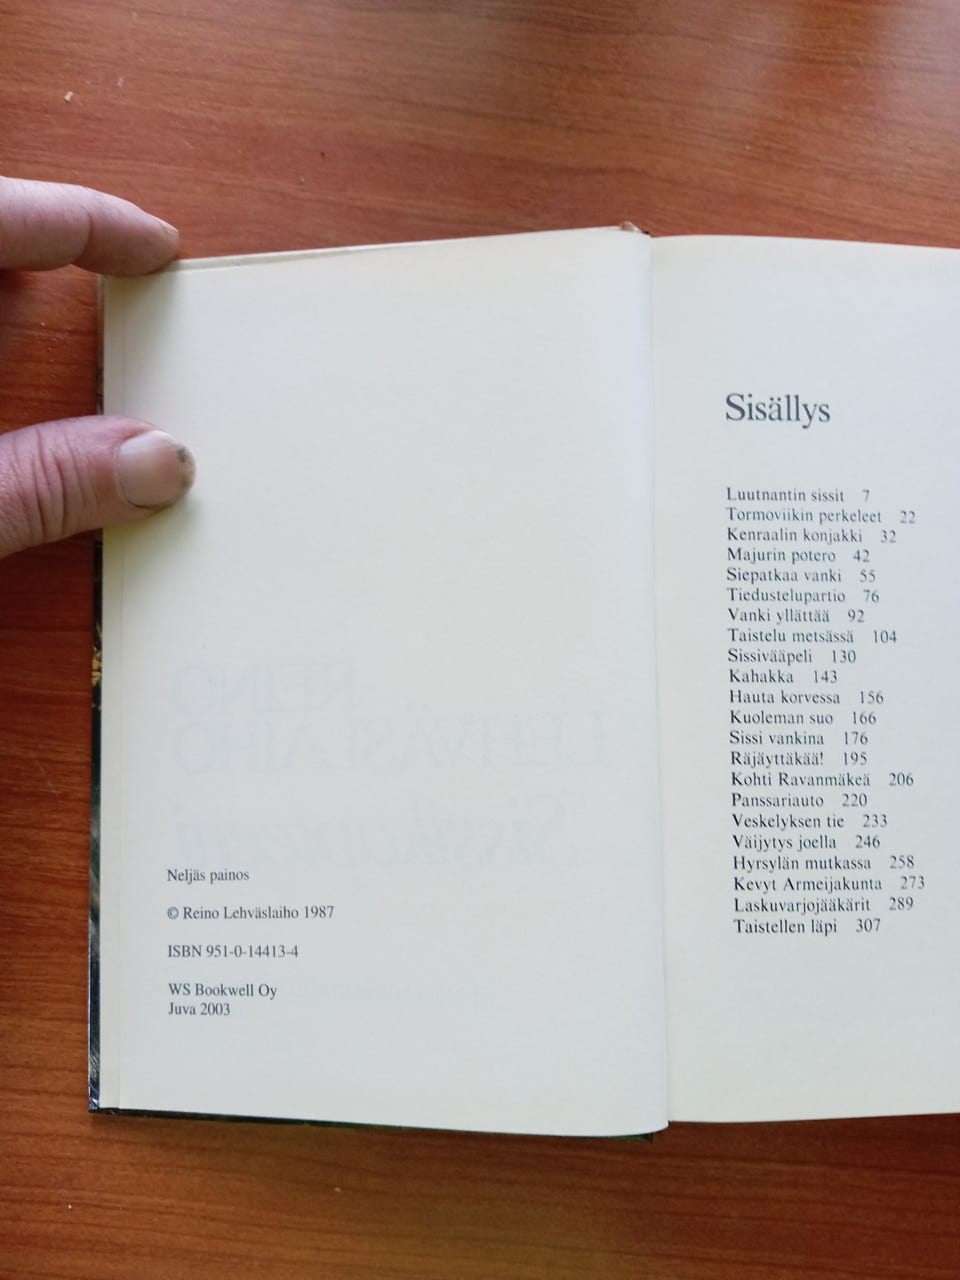 Neljäs painos
© Reino Lehväslaiho 1987
ISBN 951-0-14413-4
WS Bookwell Oy
Juva 2003
Sisällys
Luutnantin sissit 7
Tormoviikin perkeleet 22
Kenraalin konjakki 32
Majurin potero 42
Siepatkaa vanki 55
Tiedustelupartio 76
Vanki yllättää 92
Taistelu metsässä 104
Sissivääpeli 130
Kahakka 143
Hauta korvessa 156
Kuoleman suo 166
Sissi vankina 176
Räjäyttäkää! 195
Kohti Ravanmäkeä 206
Panssariauto 220
Veskelyksen tie 233
Väijytys joella 246
Hyrsylän mutkassa 258
Kevyt Armeijakunta 273
Laskuvarjojääkärit 289
Taistellen läpi 307